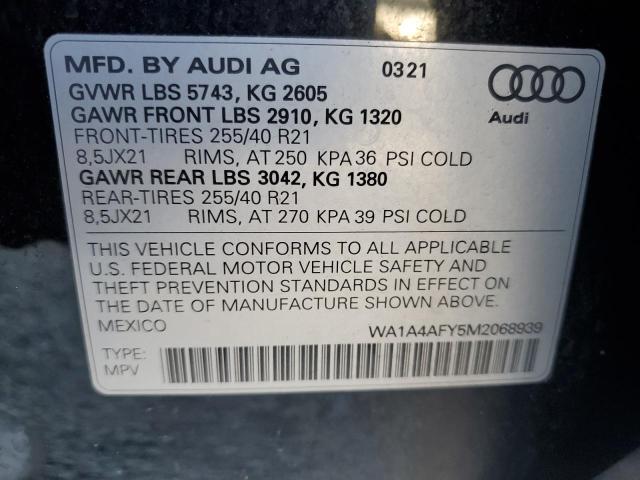 MFD. BY AUDI AG 0321
GVWR LBS 5743, KG 2605
GAWR FRONT LBS 2910, KG 1320
Audi
FRONT-TIRES 255/40 R21
8,5JX21 RIMS, AT 250 KPA 36 PSI COLD
GAWR REAR LBS 3042, KG 1380
REAR-TIRES 255/40 R21
8,5JX21 RIMS, AT 270 KPA 39 PSI COLD
THIS VEHICLE CONFORMS TO ALL APPLICABLE
U.S. FEDERAL MOTOR VEHICLE SAFETY AND
THEFT PREVENTION STANDARDS IN EFFECT ON
THE DATE OF MANUFACTURE SHOWN ABOVE.
MEXICO WA1A4AFY5M2068939
TYPE:
MPV